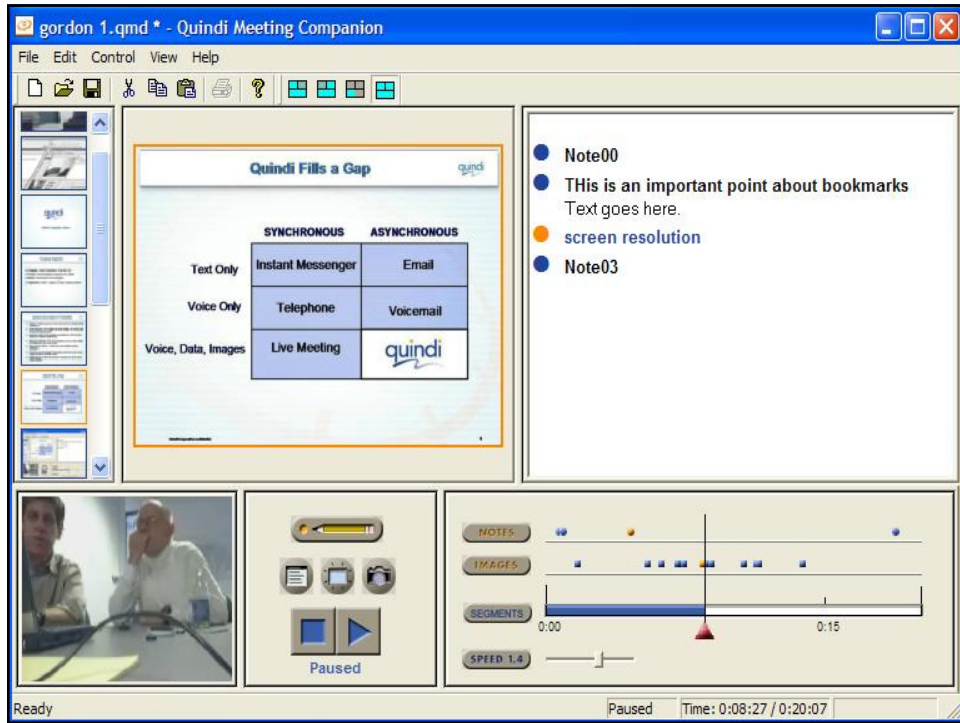 gordon 1.qmd * - Quindi Meeting Companion
File Edit Control View Help
Quindi Fills a Gap
quindi
SYNCHRONOUS ASYNCHRONOUS
Text Only Instant Messenger Email
Voice Only Telephone Voicemail
Voice, Data, Images Live Meeting quindi
Note00
THis is an important point about bookmarks
Text goes here.
screen resolution
Note03
NOTES
IMAGES
SEGMENTS
0:00 0:15
SPEED 1.4
Paused
Ready Paused Time: 0:08:27 / 0:20:07